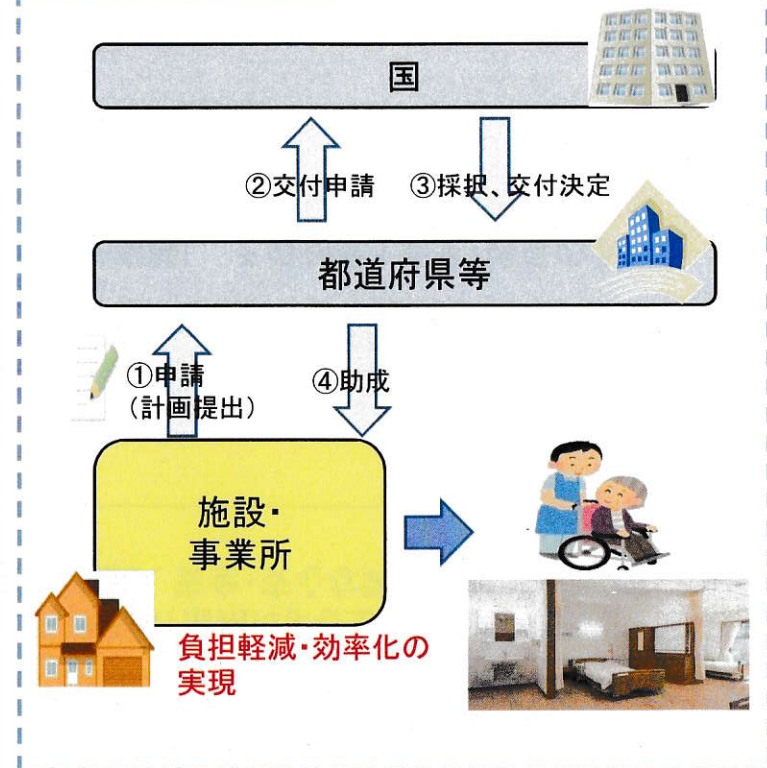 国
②交付申請
③採択、交付決定
都道府県等
①申請
(計画提出)
④助成
施設・
事業所
負担軽減・効率化の
実現